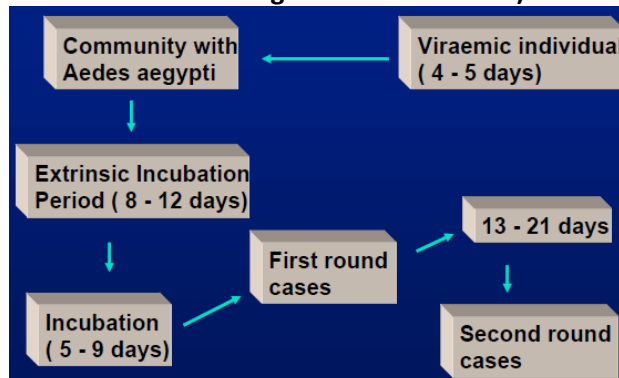 Community with
Aedes aegypti
Viraemic individual
( 4 - 5 days)
Extrinsic Incubation
Period ( 8 - 12 days)
13 - 21 days
First round
cases
Incubation
( 5 - 9 days)
Second round
cases